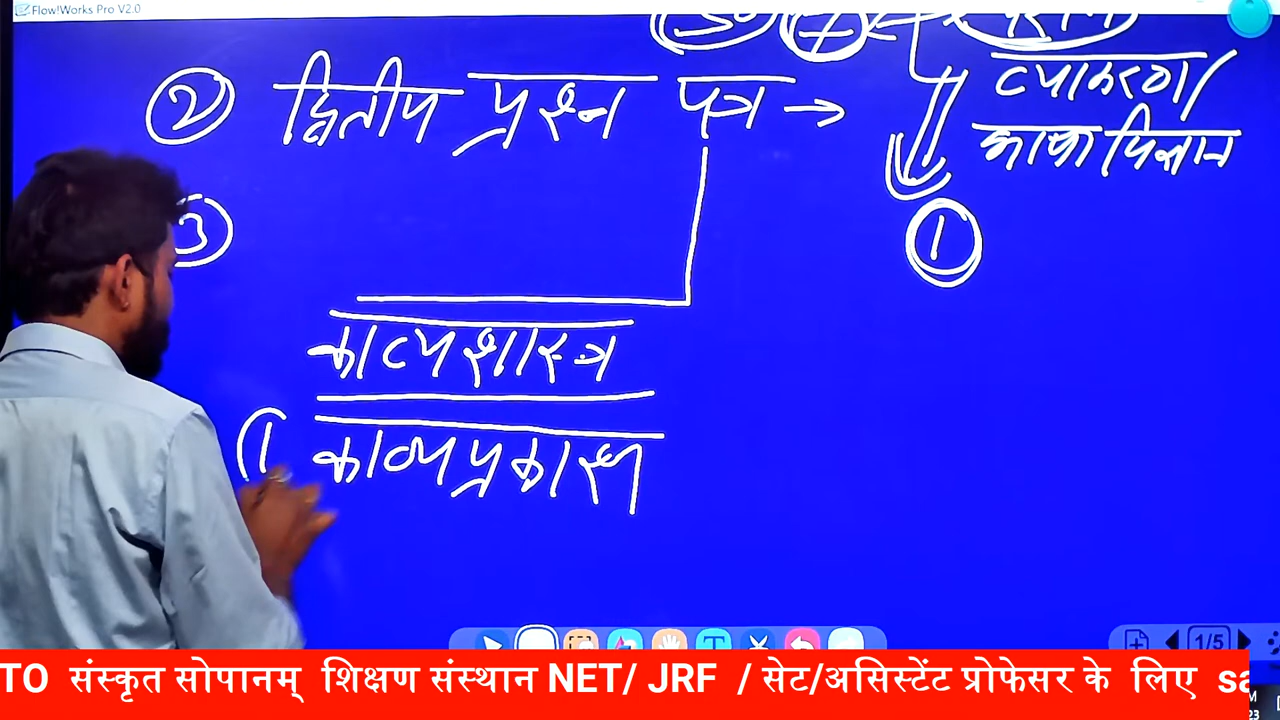 Flow!Works Pro V2.0
② द्वितीय प्रश्न पत्र →
व्याकरण/
भाषा विज्ञान
③
①
काव्यशास्त्र
(1 काव्यप्रकाश
1/5
TO संस्कृत सोपानम् शिक्षण संस्थान NET/ JRF / सेट/असिस्टेंट प्रोफेसर के लिए sa